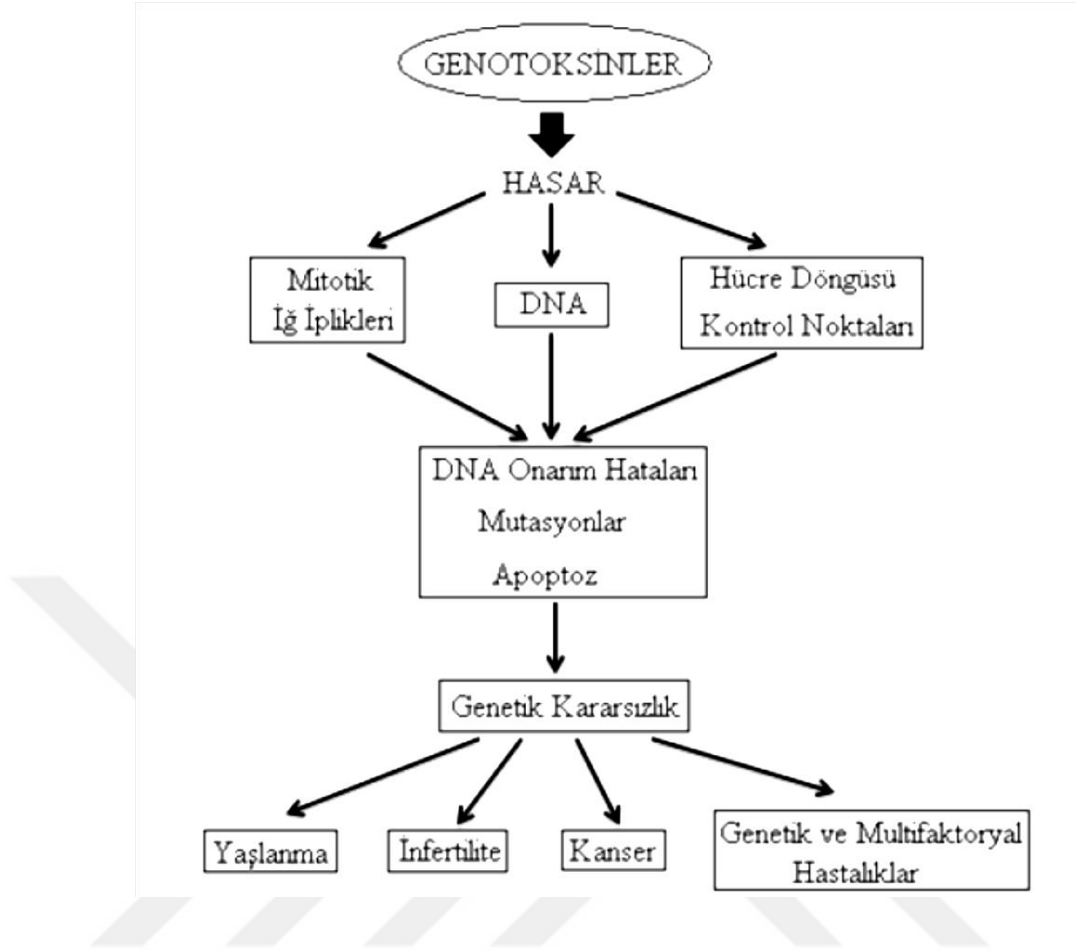 GENOTOKSİNLER
HASAR
Mitotik
İğ İplikleri
DNA
Hücre Döngüsü
Kontrol Noktaları
DNA Onarım Hataları
Mutasyonlar
Apoptoz
Genetik Kararsızlık
Yaşlanma
İnfertilite
Kanser
Genetik ve Multifaktoryal
Hastalıklar